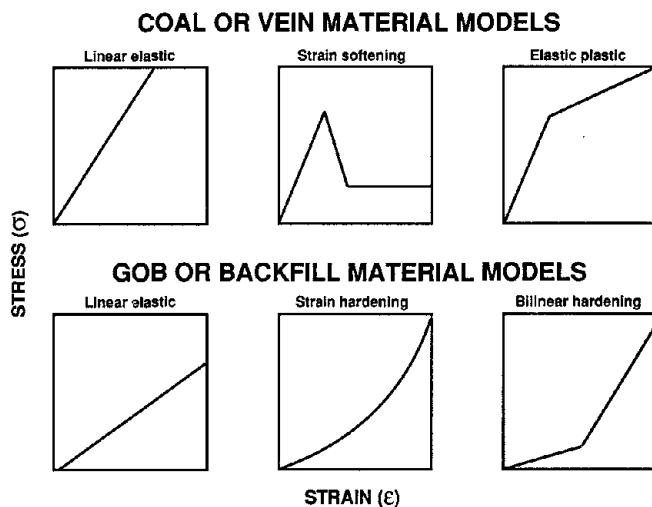 COAL OR VEIN MATERIAL MODELS
Linear elastic
Strain softening
Elastic plastic
STRESS (σ)
GOB OR BACKFILL MATERIAL MODELS
Linear elastic
Strain hardening
Bilinear hardening
STRAIN (ε)